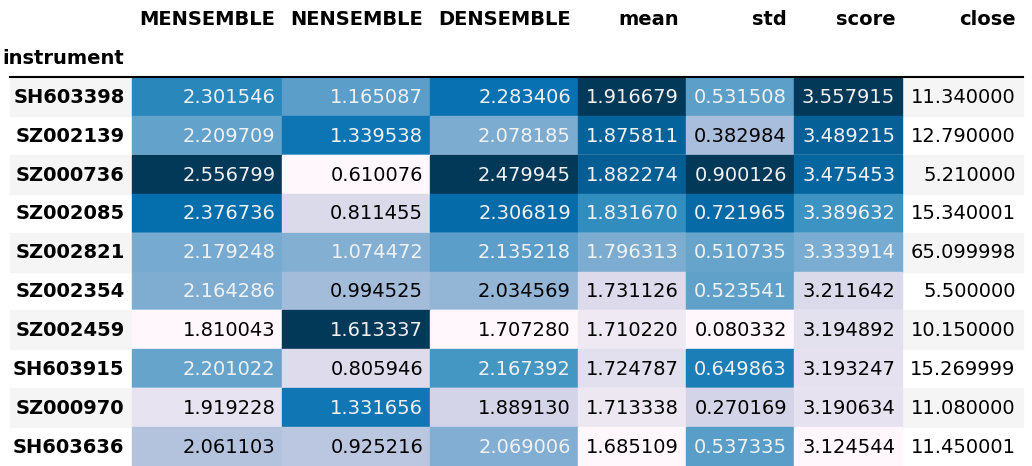 MENSEMBLE NENSEMBLE DENSEMBLE mean std score close
instrument
SH603398 2.301546 1.165087 2.283406 1.916679 0.531508 3.557915 11.340000
SZ002139 2.209709 1.339538 2.078185 1.875811 0.382984 3.489215 12.790000
SZ000736 2.556799 0.610076 2.479945 1.882274 0.900126 3.475453 5.210000
SZ002085 2.376736 0.811455 2.306819 1.831670 0.721965 3.389632 15.340001
SZ002821 2.179248 1.074472 2.135218 1.796313 0.510735 3.333914 65.099998
SZ002354 2.164286 0.994525 2.034569 1.731126 0.523541 3.211642 5.500000
SZ002459 1.810043 1.613337 1.707280 1.710220 0.080332 3.194892 10.150000
SH603915 2.201022 0.805946 2.167392 1.724787 0.649863 3.193247 15.269999
SZ000970 1.919228 1.331656 1.889130 1.713338 0.270169 3.190634 11.080000
SH603636 2.061103 0.925216 2.069006 1.685109 0.537335 3.124544 11.450001